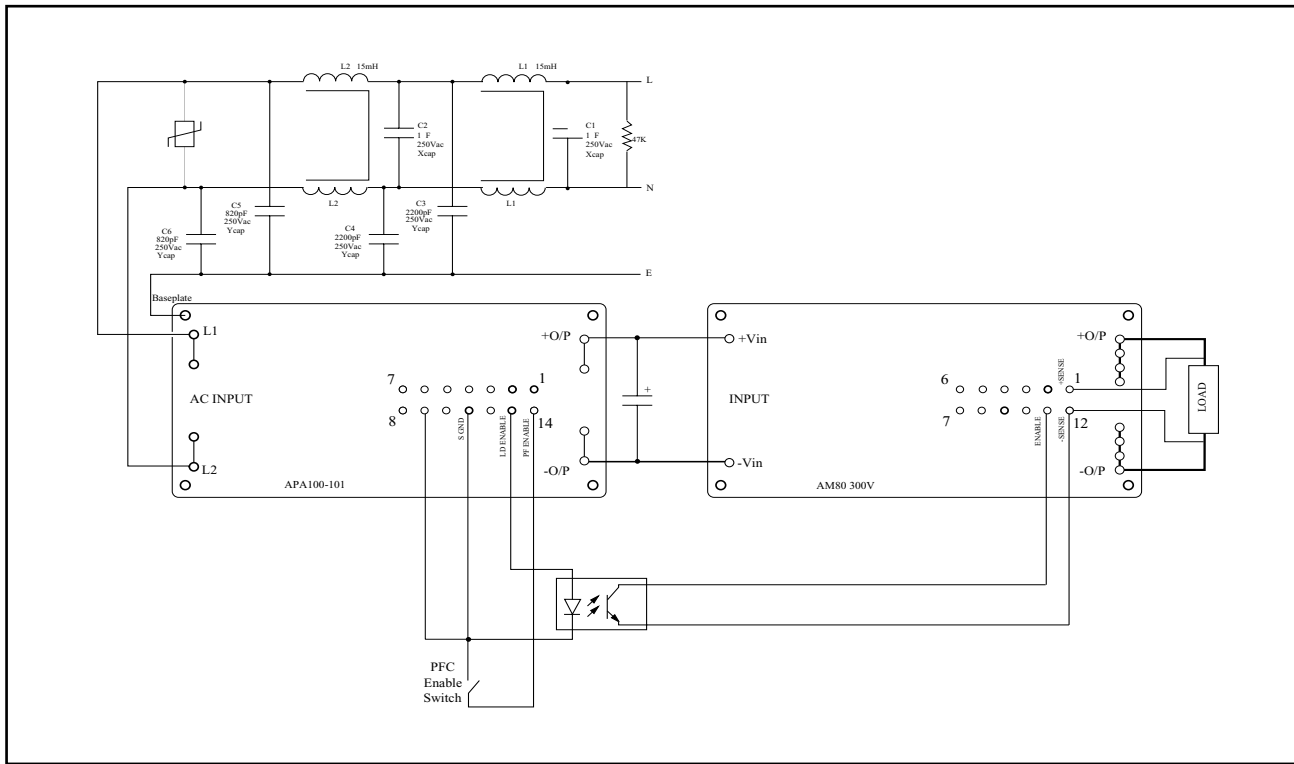 L2 15mH
L1 15mH
L
C2
1 F
250Vac
Xcap
C1
1 F
250Vac
Xcap
47K
N
L2
L1
C5
820pF
250Vac
Ycap
C3
2200pF
250Vac
Ycap
C6
820pF
250Vac
Ycap
C4
2200pF
250Vac
Ycap
E
Baseplate
L1
AC INPUT
L2
7
1
8
14
S GND
LD ENABLE
PF ENABLE
+O/P
-O/P
APA100-101
+
+Vin
INPUT
-Vin
6
1
7
12
+SENSE
ENABLE
-SENSE
+O/P
-O/P
AM80 300V
LOAD
PFC
Enable
Switch